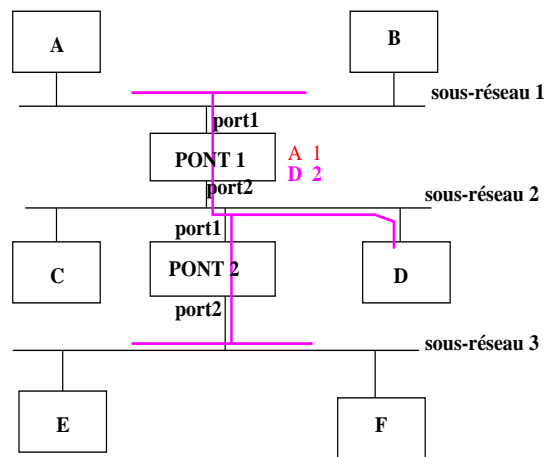 A
B
sous-réseau 1
port1
PONT 1
A 1
D 2
port2
sous-réseau 2
port1
C
PONT 2
D
port2
sous-réseau 3
E
F